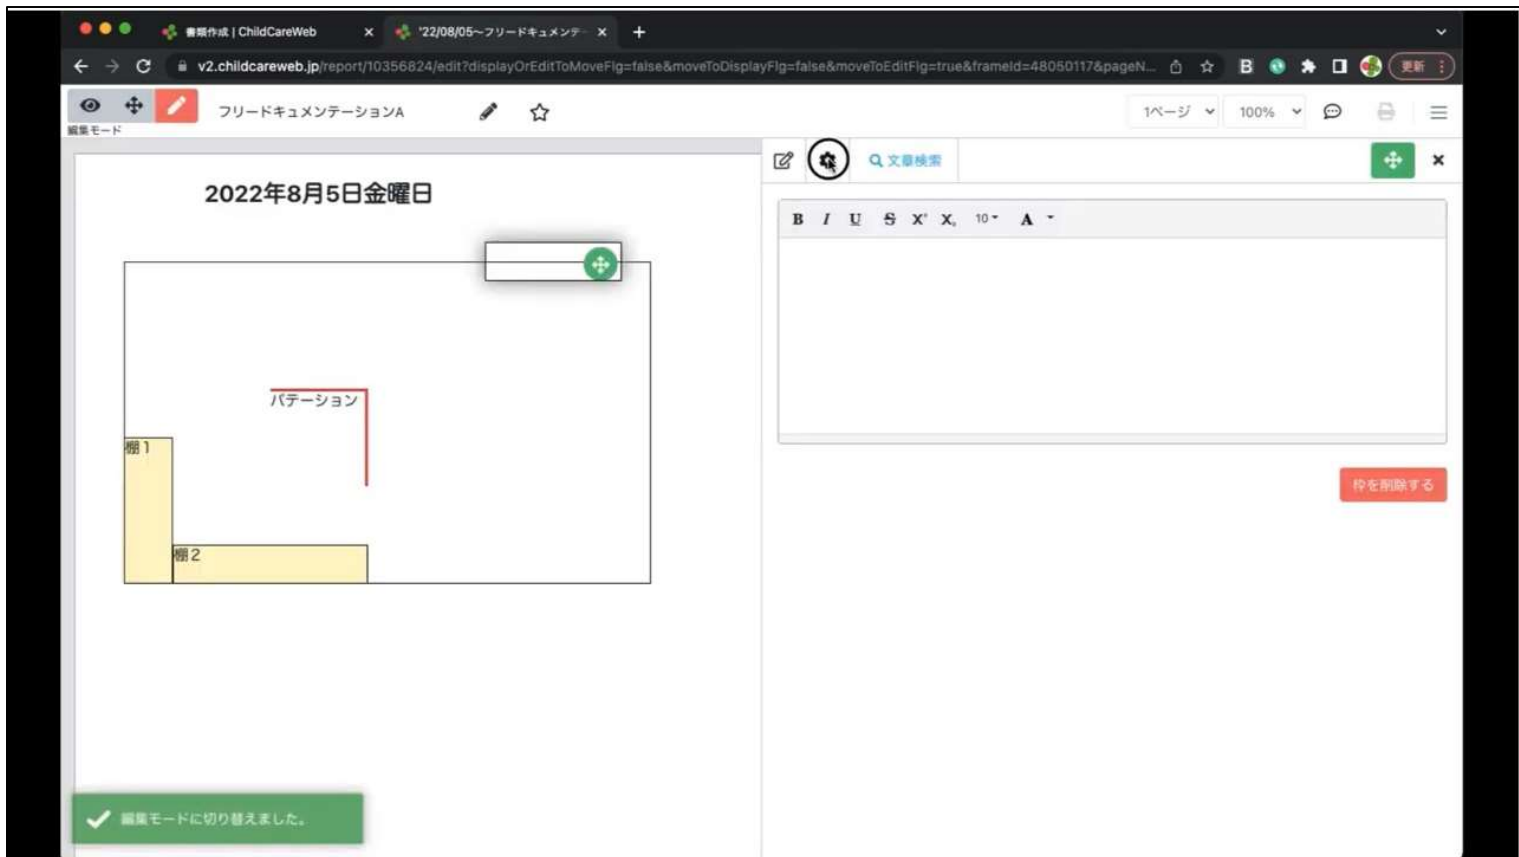 書類作成 | ChildCareWeb
'22/08/05~フリードキュメンテー
v2.childcareweb.jp/report/10356824/edit?displayOrEditToMoveFlg=false&moveToDisplayFlg=false&moveToEditFlg=true&frameId=48050117&pageN...
更新
編集モード
フリードキュメンテーションA
1ページ
100%
文章検索
2022年8月5日金曜日
B I U S X° X。 10 A
パテーション
棚1
棚2
枠を削除する
編集モードに切り替えました。